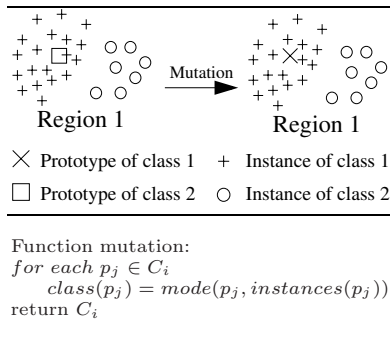 Mutation
Region 1
Region 1
Prototype of class 1 Instance of class 1
Prototype of class 2 Instance of class 2
Function mutation:
for each p_j ∈ C_i
class(p_j) = mode(p_j, instances(p_j))
return C_i